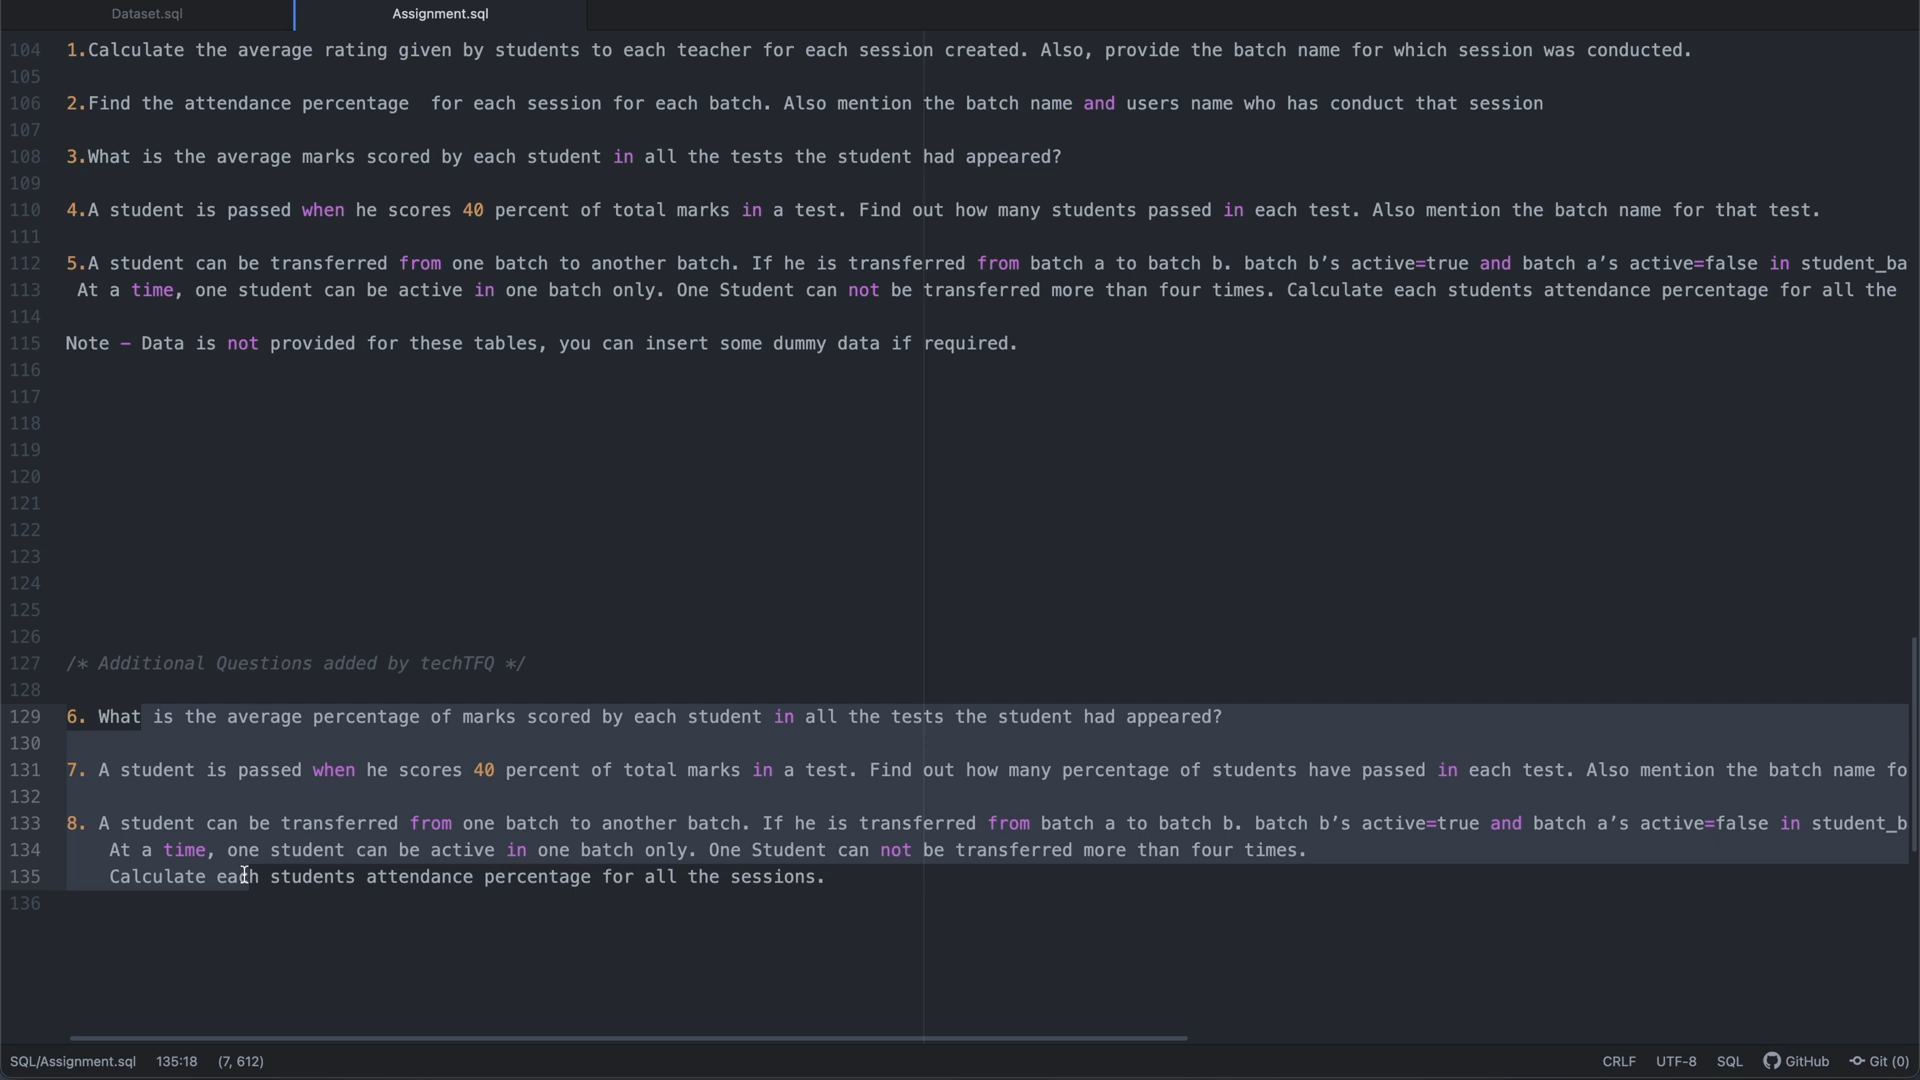 Dataset.sql
Assignment.sql
104 1.Calculate the average rating given by students to each teacher for each session created. Also, provide the batch name for which session was conducted.
105
106 2.Find the attendance percentage  for each session for each batch. Also mention the batch name and users name who has conduct that session
107
108 3.What is the average marks scored by each student in all the tests the student had appeared?
109
110 4.A student is passed when he scores 40 percent of total marks in a test. Find out how many students passed in each test. Also mention the batch name for that test.
111
112 5.A student can be transferred from one batch to another batch. If he is transferred from batch a to batch b. batch b’s active=true and batch a’s active=false in student_ba
113 At a time, one student can be active in one batch only. One Student can not be transferred more than four times. Calculate each students attendance percentage for all the
114
115 Note – Data is not provided for these tables, you can insert some dummy data if required.
116
117
118
119
120
121
122
123
124
125
126
127 /* Additional Questions added by techTFQ */
128
129 6. What is the average percentage of marks scored by each student in all the tests the student had appeared?
130
131 7. A student is passed when he scores 40 percent of total marks in a test. Find out how many percentage of students have passed in each test. Also mention the batch name fo
132
133 8. A student can be transferred from one batch to another batch. If he is transferred from batch a to batch b. batch b’s active=true and batch a’s active=false in student_b
134 At a time, one student can be active in one batch only. One Student can not be transferred more than four times.
135 Calculate each students attendance percentage for all the sessions.
136
SQL/Assignment.sql 135:18 (7, 612) CRLF UTF-8 SQL GitHub Git (0)